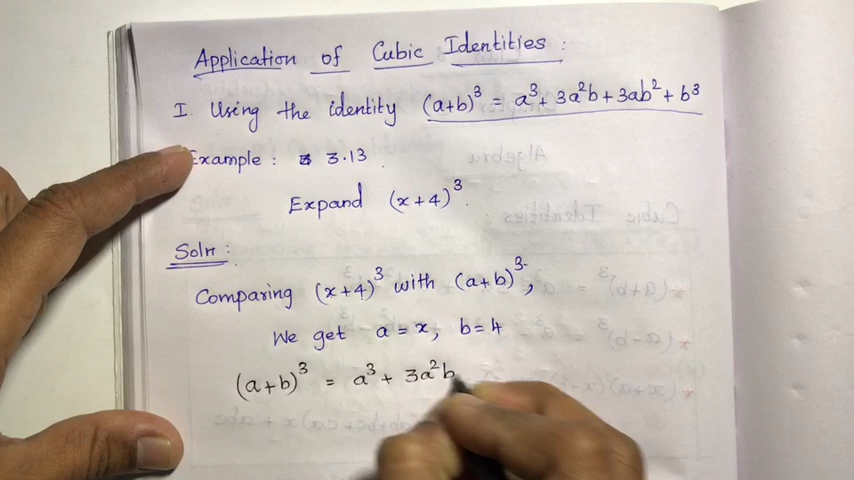 Application of Cubic Identities :
I. Using the identity (a+b)³ = a³ + 3a²b + 3ab² + b³
Example : 3.13
Expand (x+4)³.
Soln :
Comparing (x+4)³ with (a+b)³,
We get a = x, b = 4
(a+b)³ = a³ + 3a²b